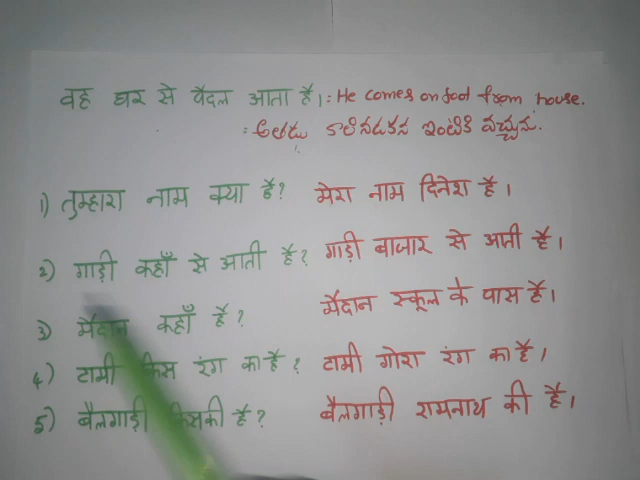 वह घर से पैदल आता है। : He comes on foot from house.
: అతడు కాలినడకన ఇంటికి వచ్చును.
1) तुम्हारा नाम क्या है? मेरा नाम दिनेश है।
2) गाड़ी कहाँ से आती है? गाड़ी बाजार से आती है।
3) मैदान कहाँ है? मैदान स्कूल के पास है।
4) टामी किस रंग का है? टामी गोरा रंग का है।
5) बैलगाड़ी किसकी है? बैलगाड़ी रामनाथ की है।